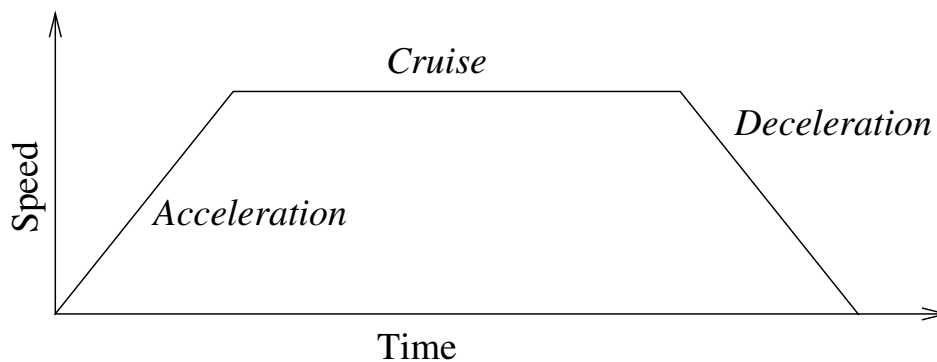 Cruise
Deceleration
Speed
Acceleration
Time